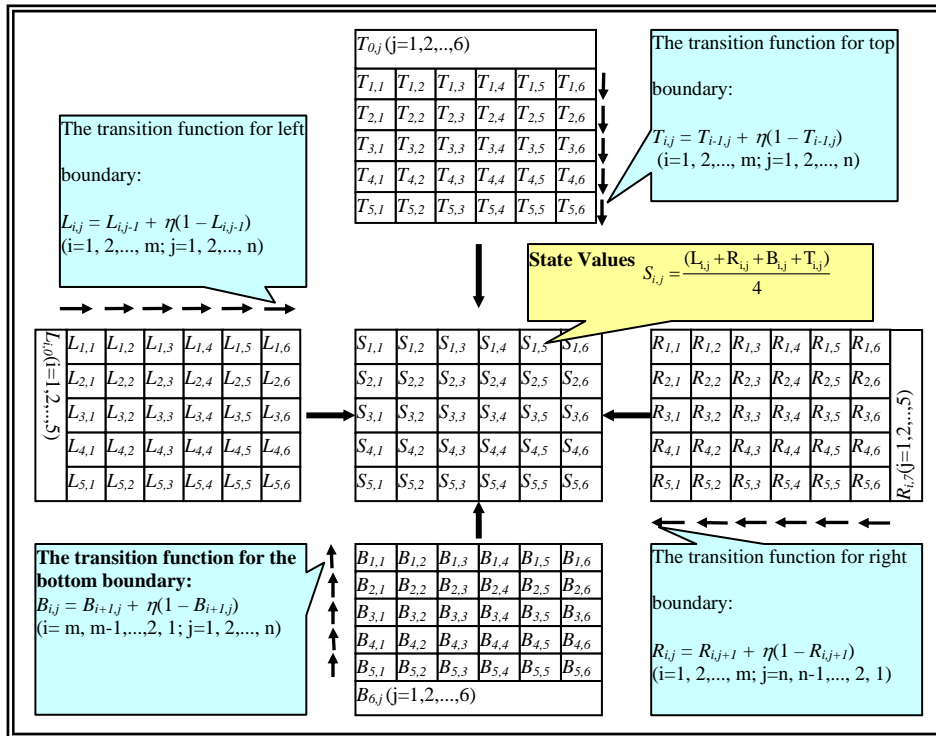 T0,j (j=1,2,..,6)
T1,1 T1,2 T1,3 T1,4 T1,5 T1,6
T2,1 T2,2 T2,3 T2,4 T2,5 T2,6
T3,1 T3,2 T3,3 T3,4 T3,5 T3,6
T4,1 T4,2 T4,3 T4,4 T4,5 T4,6
T5,1 T5,2 T5,3 T5,4 T5,5 T5,6
The transition function for top
boundary:
Ti,j = Ti-1,j + η(1 – Ti-1,j)
(i=1, 2,..., m; j=1, 2,..., n)
The transition function for left
boundary:
Li,j = Li,j-1 + η(1 – Li,j-1)
(i=1, 2,..., m; j=1, 2,..., n)
State Values Si,j = (Li,j + Ri,j + Bi,j + Ti,j) / 4
Li,0(i=1,2,..,5)
L1,1 L1,2 L1,3 L1,4 L1,5 L1,6
L2,1 L2,2 L2,3 L2,4 L2,5 L2,6
L3,1 L3,2 L3,3 L3,4 L3,5 L3,6
L4,1 L4,2 L4,3 L4,4 L4,5 L4,6
L5,1 L5,2 L5,3 L5,4 L5,5 L5,6
S1,1 S1,2 S1,3 S1,4 S1,5 S1,6
S2,1 S2,2 S2,3 S2,4 S2,5 S2,6
S3,1 S3,2 S3,3 S3,4 S3,5 S3,6
S4,1 S4,2 S4,3 S4,4 S4,5 S4,6
S5,1 S5,2 S5,3 S5,4 S5,5 S5,6
R1,1 R1,2 R1,3 R1,4 R1,5 R1,6
R2,1 R2,2 R2,3 R2,4 R2,5 R2,6
R3,1 R3,2 R3,3 R3,4 R3,5 R3,6
R4,1 R4,2 R4,3 R4,4 R4,5 R4,6
R5,1 R5,2 R5,3 R5,4 R5,5 R5,6
Ri,7(j=1,2,..,5)
The transition function for the
bottom boundary:
Bi,j = Bi+1,j + η(1 – Bi+1,j)
(i= m, m-1,...,2, 1; j=1, 2,..., n)
B1,1 B1,2 B1,3 B1,4 B1,5 B1,6
B2,1 B2,2 B2,3 B2,4 B2,5 B2,6
B3,1 B3,2 B3,3 B3,4 B3,5 B3,6
B4,1 B4,2 B4,3 B4,4 B4,5 B4,6
B5,1 B5,2 B5,3 B5,4 B5,5 B5,6
B6,j (j=1,2,...,6)
The transition function for right
boundary:
Ri,j = Ri,j+1 + η(1 – Ri,j+1)
(i=1, 2,..., m; j=n, n-1,..., 2, 1)